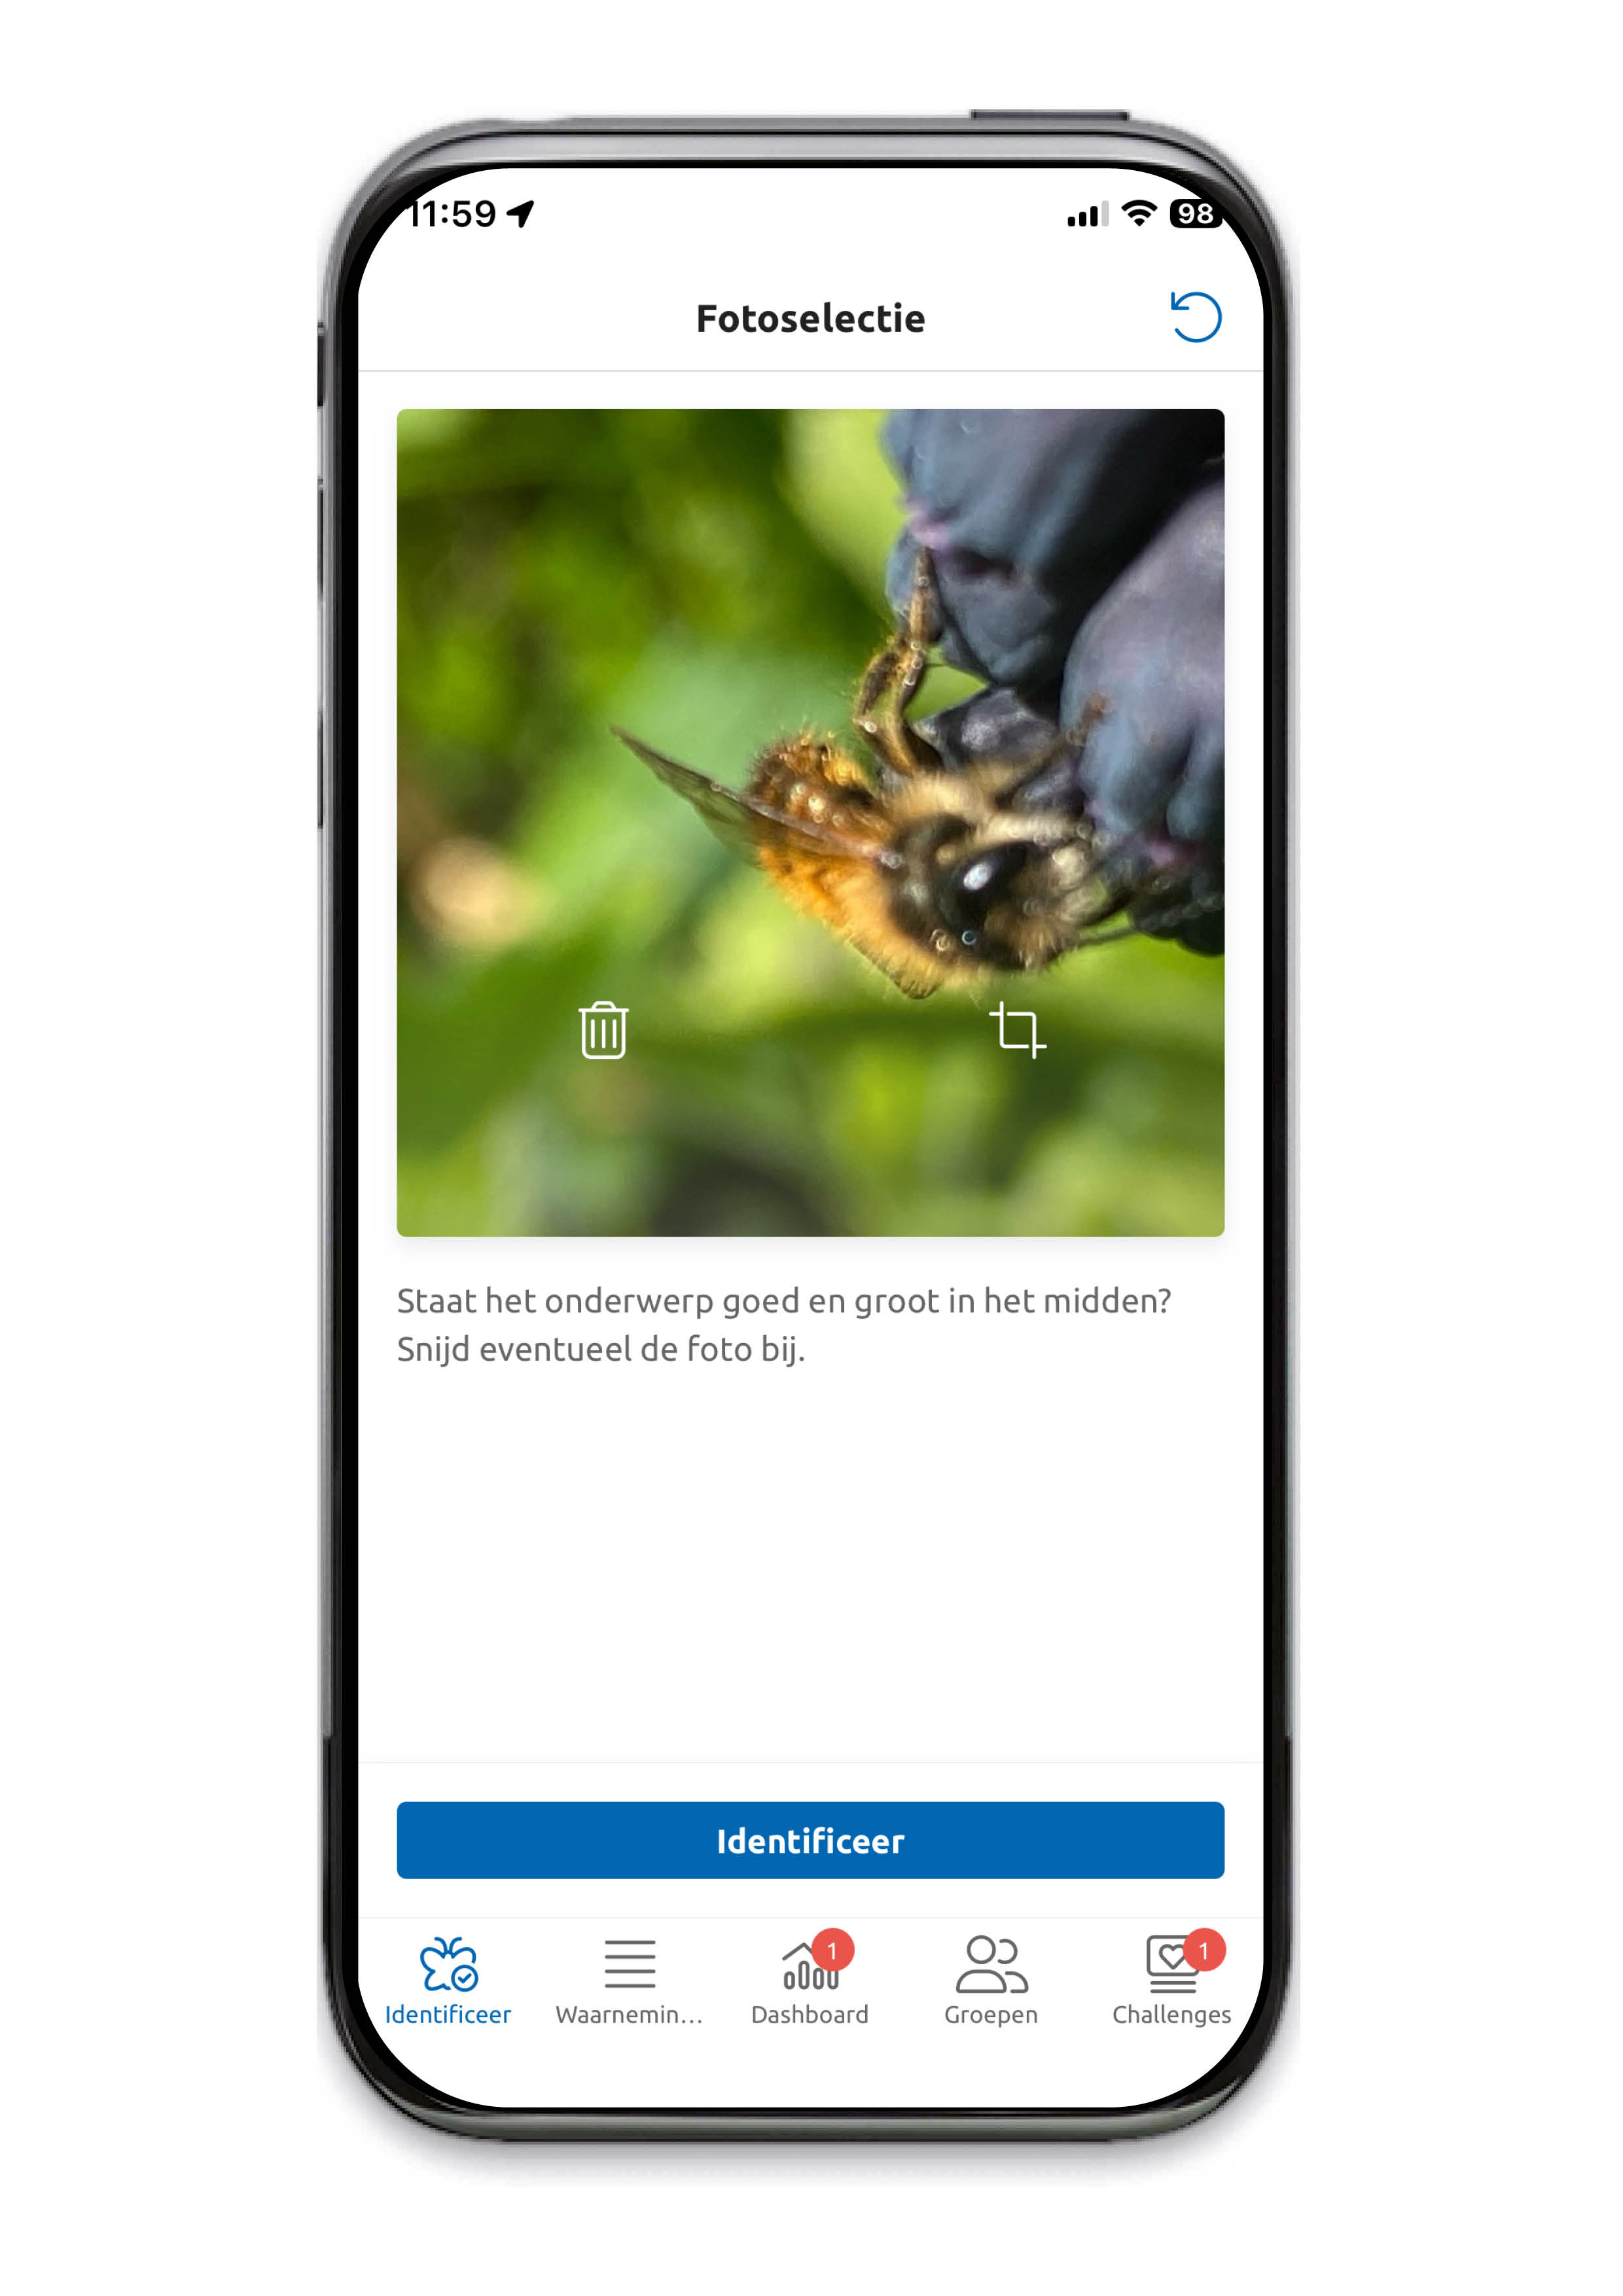 11:59
98
Fotoselectie
Staat het onderwerp goed en groot in het midden?
Snijd eventueel de foto bij.
Identificeer
1
1
Identificeer
Waarnemin...
Dashboard
Groepen
Challenges